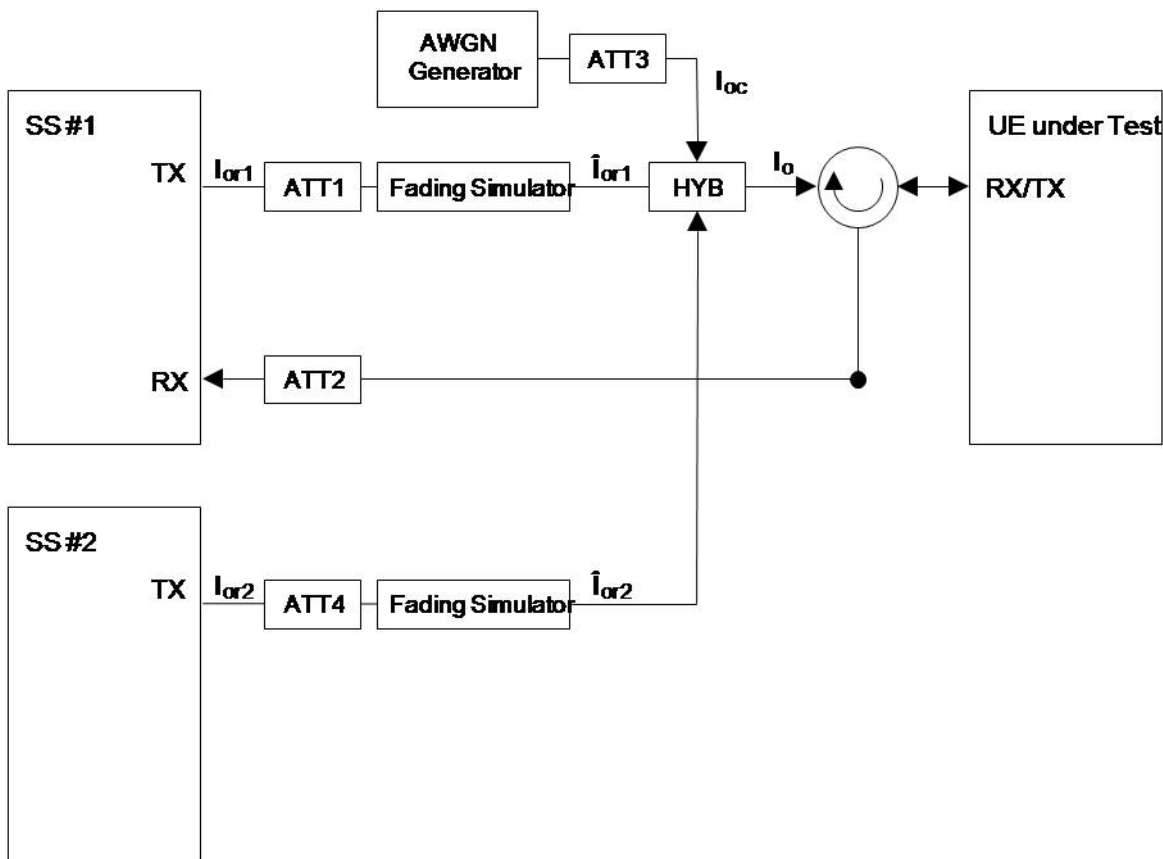 AWGN
Generator
ATT3
Ioc
SS #1
UE under Test
TX
Ior1
ATT1
Fading Simulator
Îor1
HYB
Io
RX/TX
RX
ATT2
SS #2
TX
Ior2
ATT4
Fading Simulator
Îor2